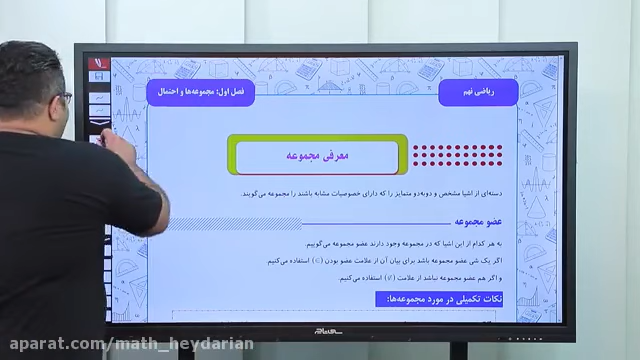 ریاضی نهم
فصل اول: مجموعه‌ها و احتمال
معرفی مجموعه
دسته‌ای از اشیا مشخص و دوبه‌دو متمایز را که دارای خصوصیات مشابه باشند را مجموعه می‌گویند.
عضو مجموعه
به هر کدام از این اشیا که در مجموعه وجود دارند عضو مجموعه می‌گوییم.
اگر یک شی عضو مجموعه باشد برای بیان آن از علامت عضو بودن (∈) استفاده می‌کنیم.
و اگر هم عضو مجموعه نباشد از علامت (∉) استفاده می‌کنیم.
نکات تکمیلی در مورد مجموعه‌ها:
aparat.com/math_heydarian